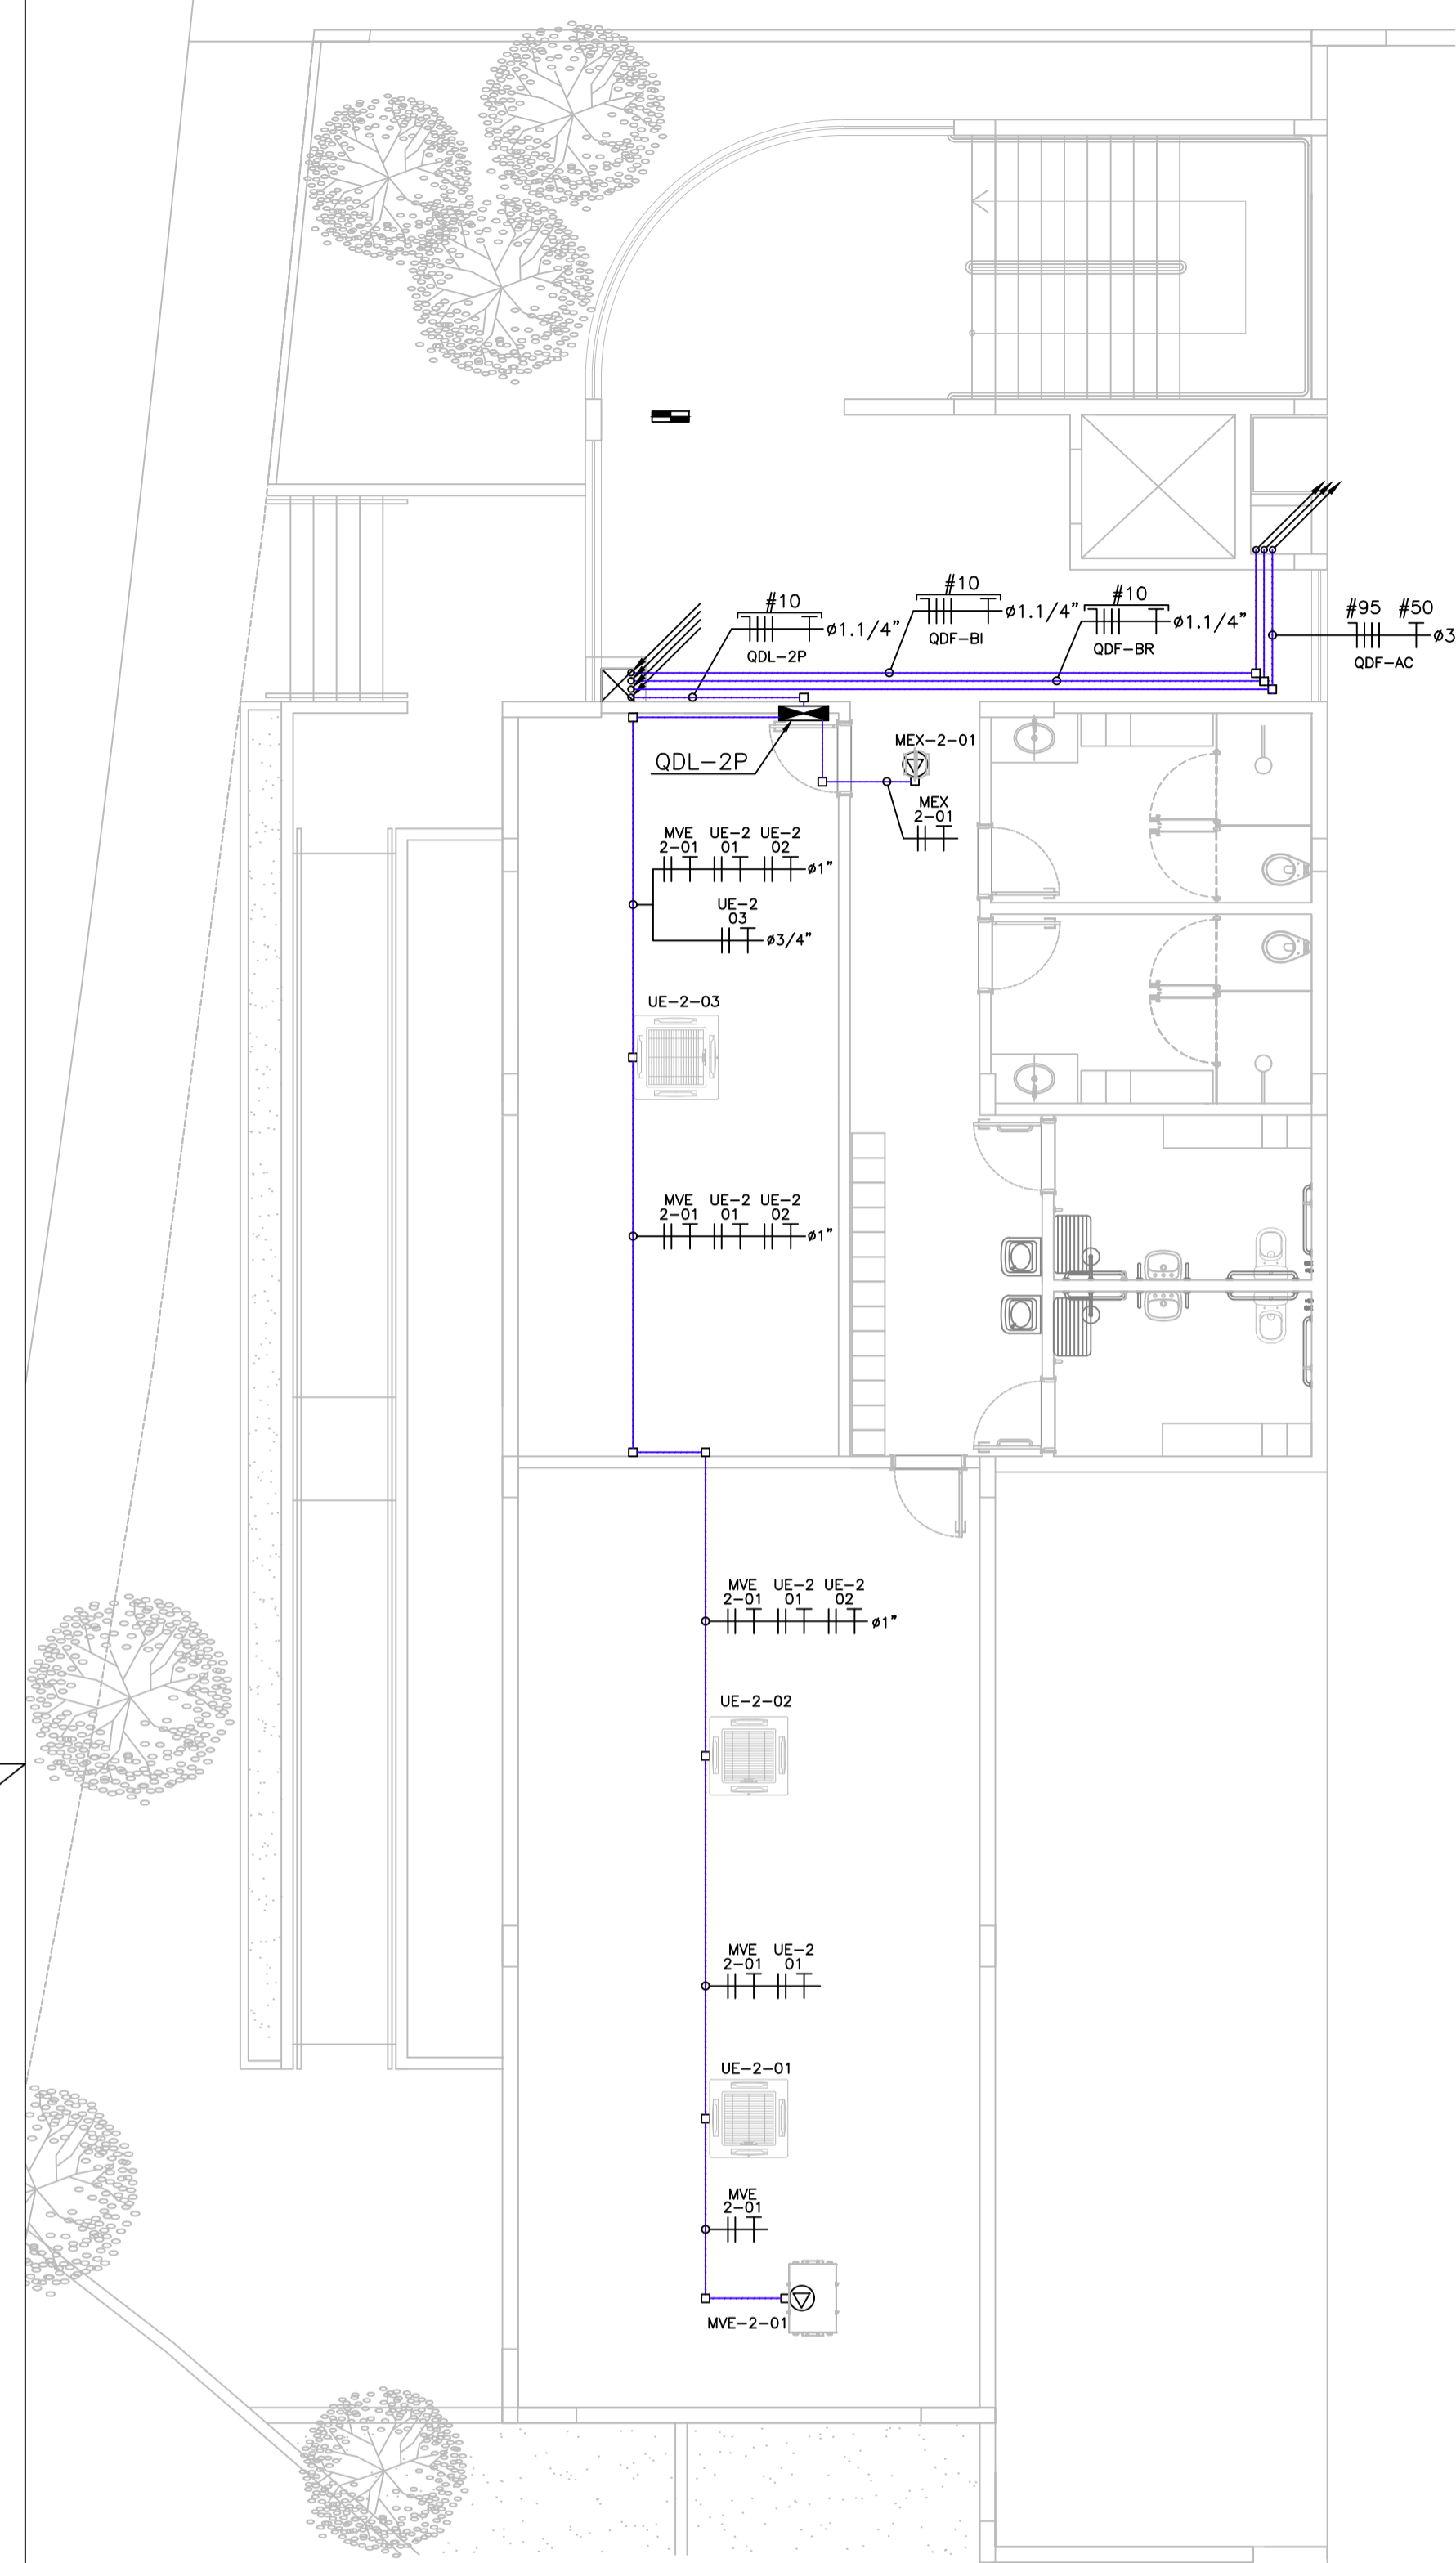 #10
ø1.1/4"
QDL-2P
#10
ø1.1/4"
QDF-BI
#10
ø1.1/4"
QDF-BR
#95 #50
ø3
QDF-AC
QDL-2P
MEX-2-01
MEX
2-01
MVE UE-2 UE-2
2-01 01 02
ø1"
UE-2
03
ø3/4"
UE-2-03
MVE UE-2 UE-2
2-01 01 02
ø1"
MVE UE-2 UE-2
2-01 01 02
ø1"
UE-2-02
MVE UE-2
2-01 01
UE-2-01
MVE
2-01
MVE-2-01